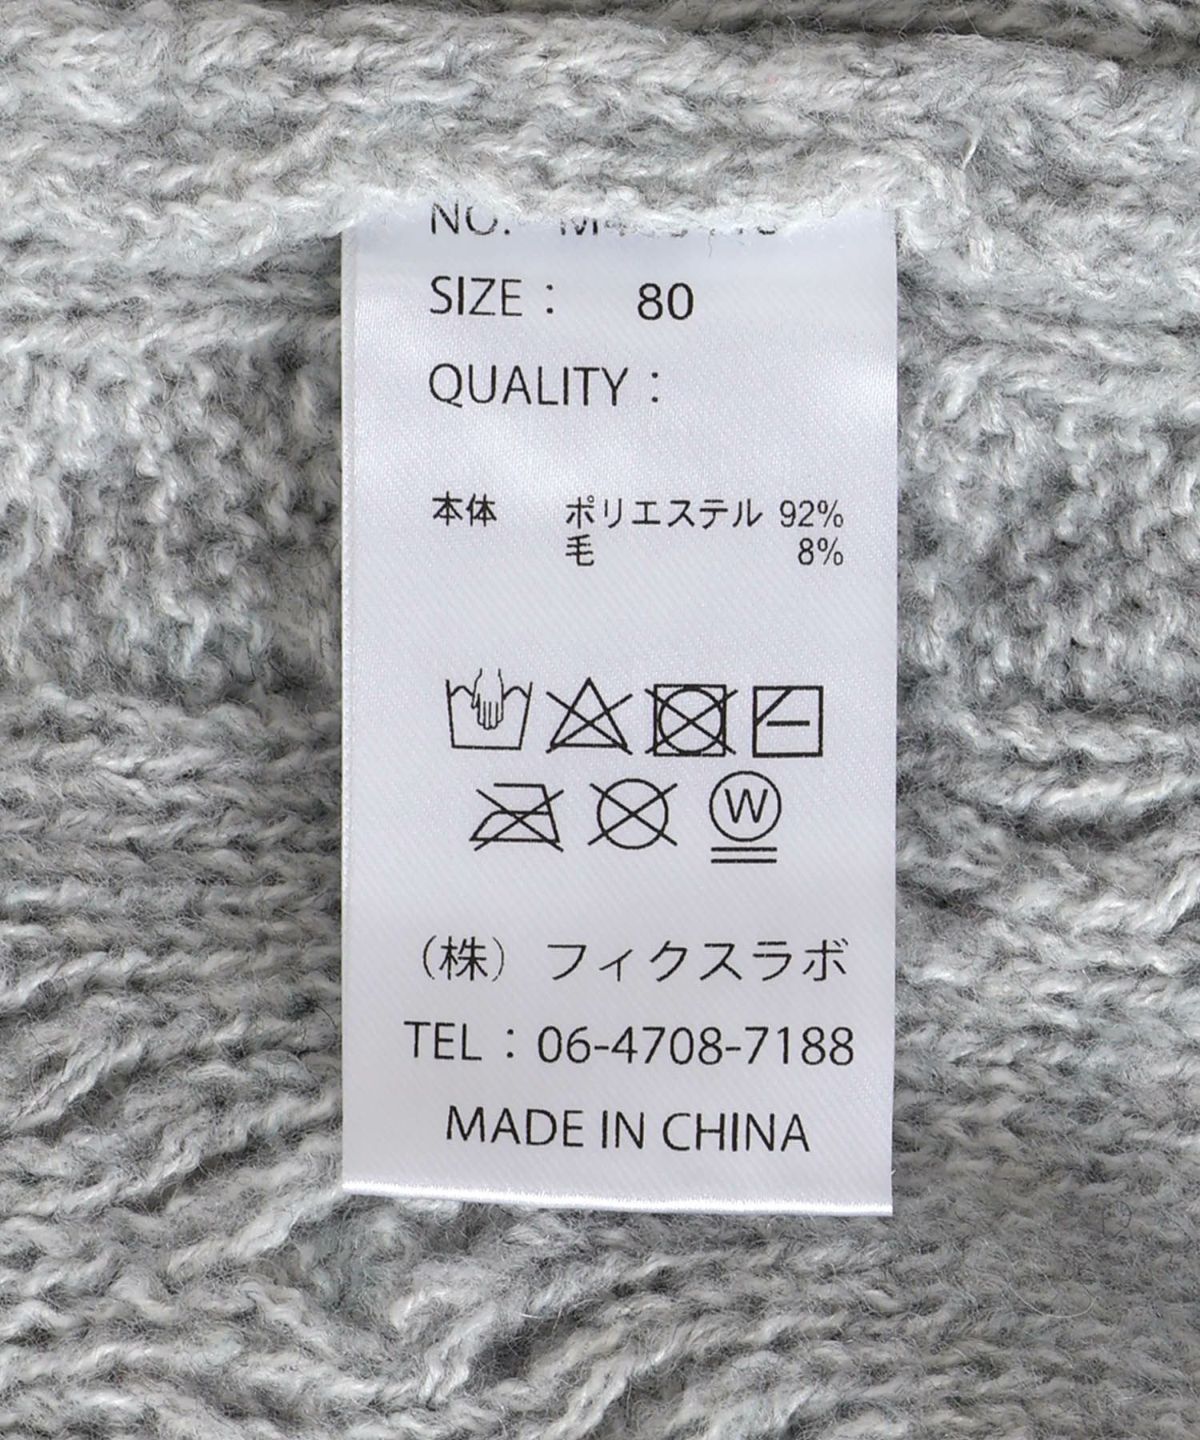 NO.
SIZE : 80
QUALITY :
本体 ポリエステル 92%
毛 8%
W
(株) フィクスラボ
TEL : 06-4708-7188
MADE IN CHINA